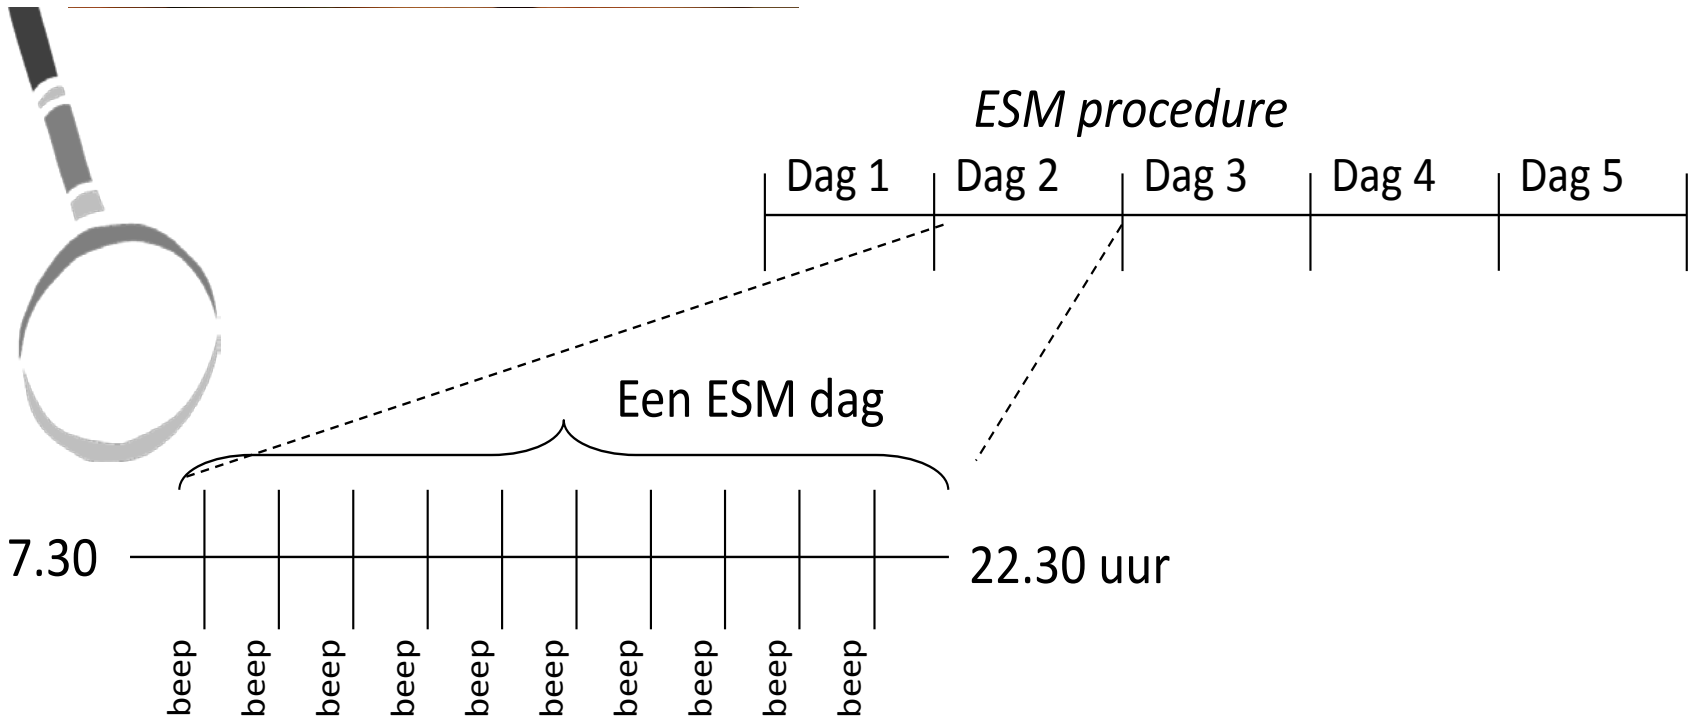 ESM procedure
Dag 1 Dag 2 Dag 3 Dag 4 Dag 5
Een ESM dag
7.30 22.30 uur
beep beep beep beep beep beep beep beep beep beep